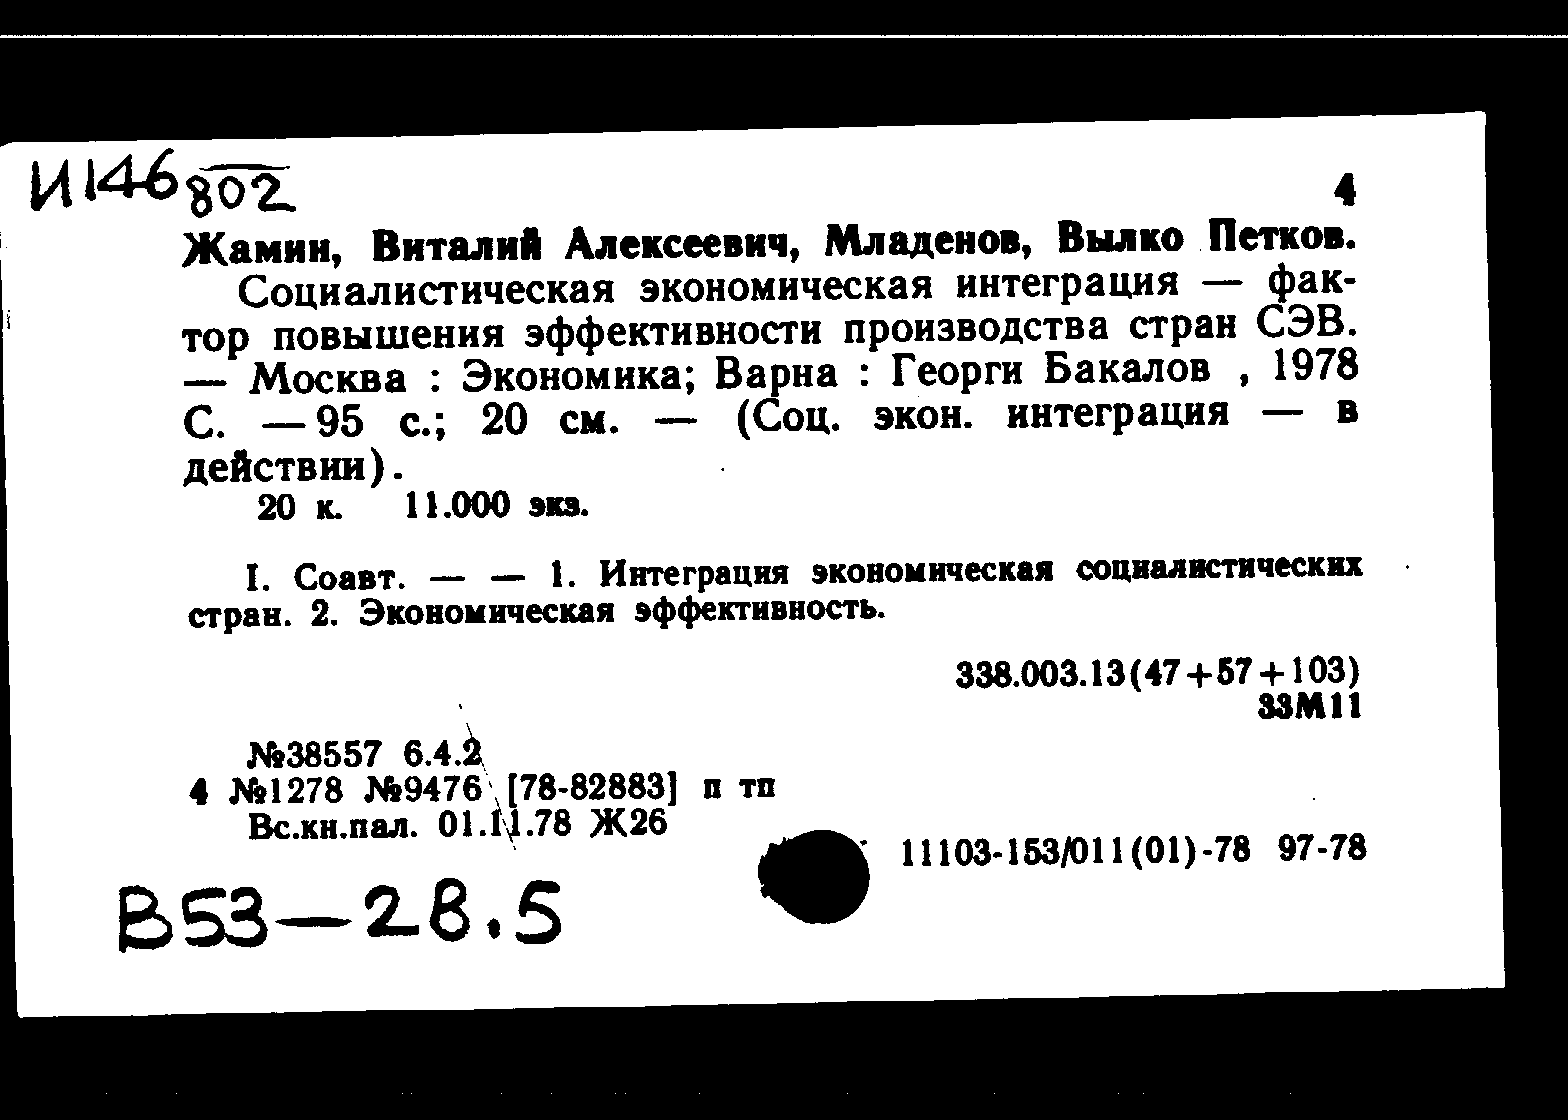 И146 802
4
Жамин, Виталий Алексеевич, Младенов, Вылко Петков.
Социалистическая экономическая интеграция — фак-
тор повышения эффективности производства стран СЭВ.
— Москва : Экономика; Варна : Георги Бакалов , 1978
С. — 95 с.; 20 см. — (Соц. экон. интеграция — в
действии).
20 к. 11.000 экз.
I. Соавт. — — 1. Интеграция экономическая социалистических
стран. 2. Экономическая эффективность.
338.003.13(47+57+103)
33М11
№38557 6.4.2
4 №1278 №9476 [78-82883] п тп
Вс.кн.пал. 01.11.78 Ж26
11103-153/011(01)-78 97-78
В53—28.5